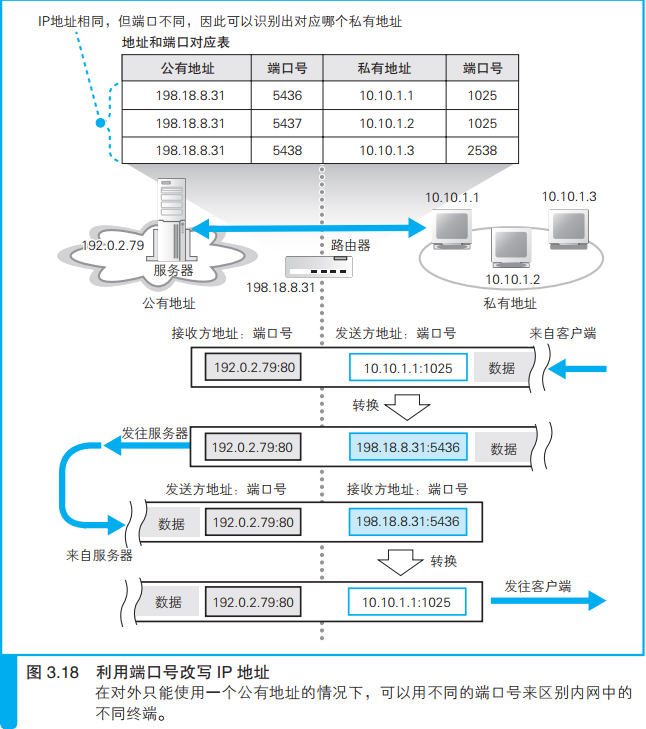 IP地址相同，但端口不同，因此可以识别出对应哪个私有地址
地址和端口对应表
公有地址 端口号 私有地址 端口号
198.18.8.31 5436 10.10.1.1 1025
198.18.8.31 5437 10.10.1.2 1025
198.18.8.31 5438 10.10.1.3 2538
10.10.1.1
10.10.1.3
192.0.2.79
服务器
路由器
198.18.8.31
10.10.1.2
公有地址
私有地址
接收方地址：端口号 发送方地址：端口号 来自客户端
192.0.2.79:80 10.10.1.1:1025 数据
转换
发往服务器
192.0.2.79:80 198.18.8.31:5436 数据
发送方地址：端口号 接收方地址：端口号
数据 192.0.2.79:80 198.18.8.31:5436
来自服务器
转换
发往客户端
数据 192.0.2.79:80 10.10.1.1:1025
图 3.18 利用端口号改写 IP 地址
在对外只能使用一个公有地址的情况下，可以用不同的端口号来区别内网中的
不同终端。